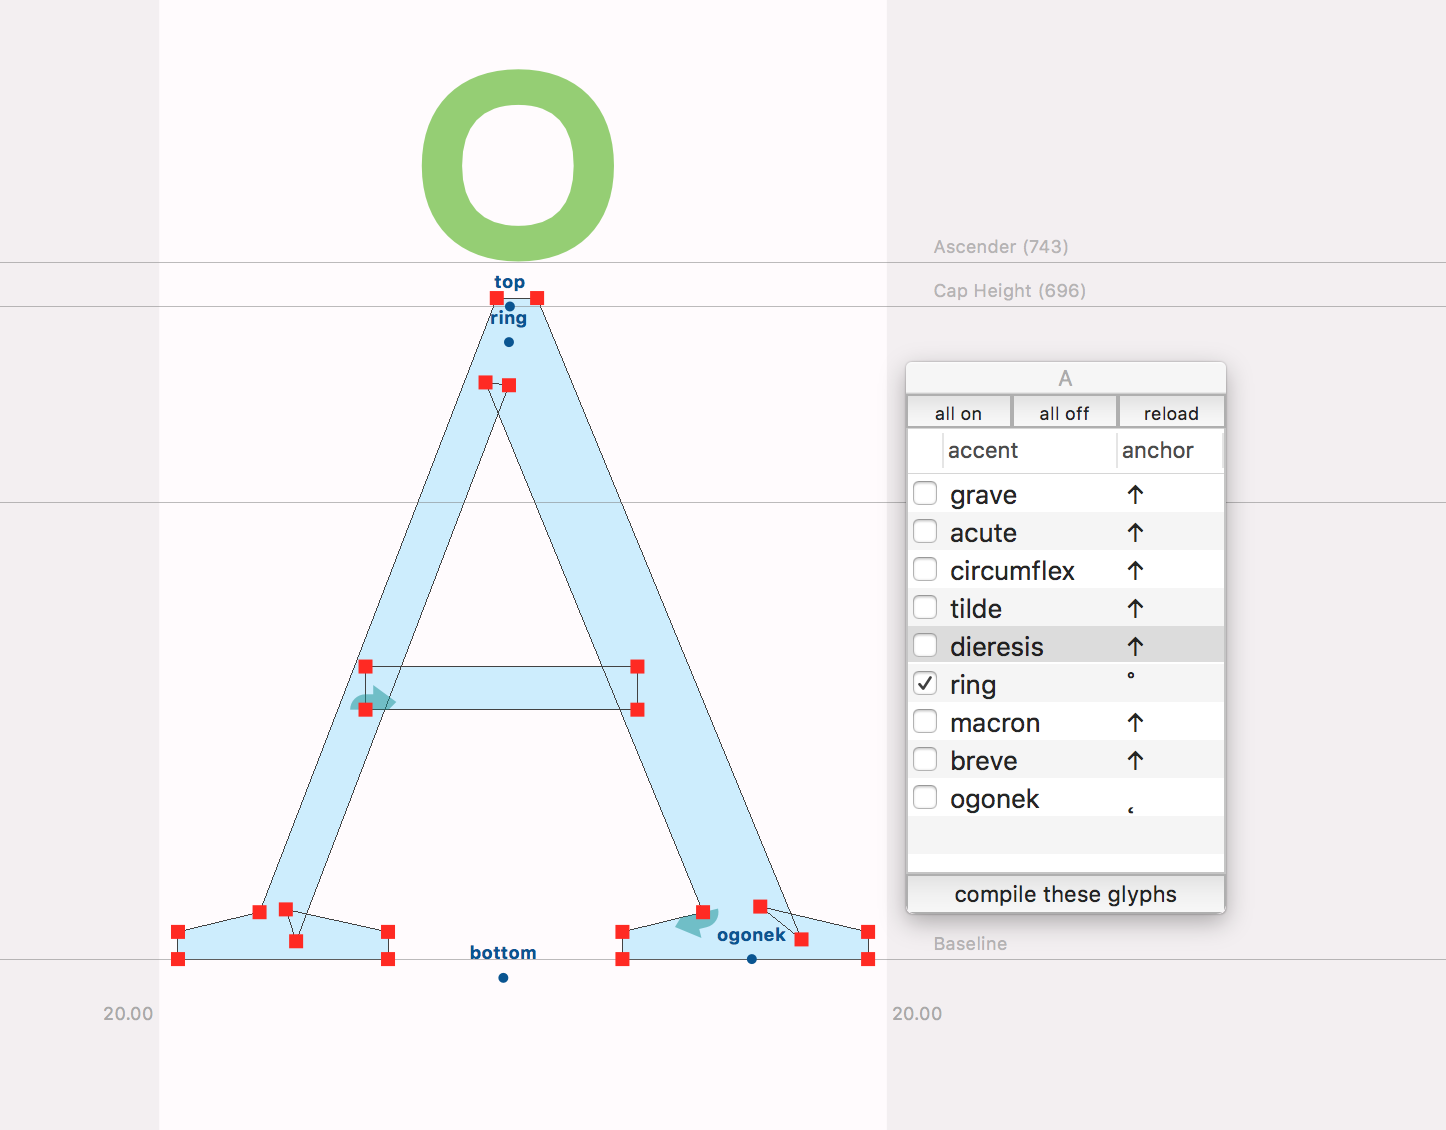 Ascender (743)
top
Cap Height (696)
ring
A
all on
all off
reload
accent
anchor
grave ↑
acute ↑
circumflex ↑
tilde ↑
dieresis ↑
ring ˚
macron ↑
breve ↑
ogonek ˛
compile these glyphs
ogonek
Baseline
bottom
20.00
20.00